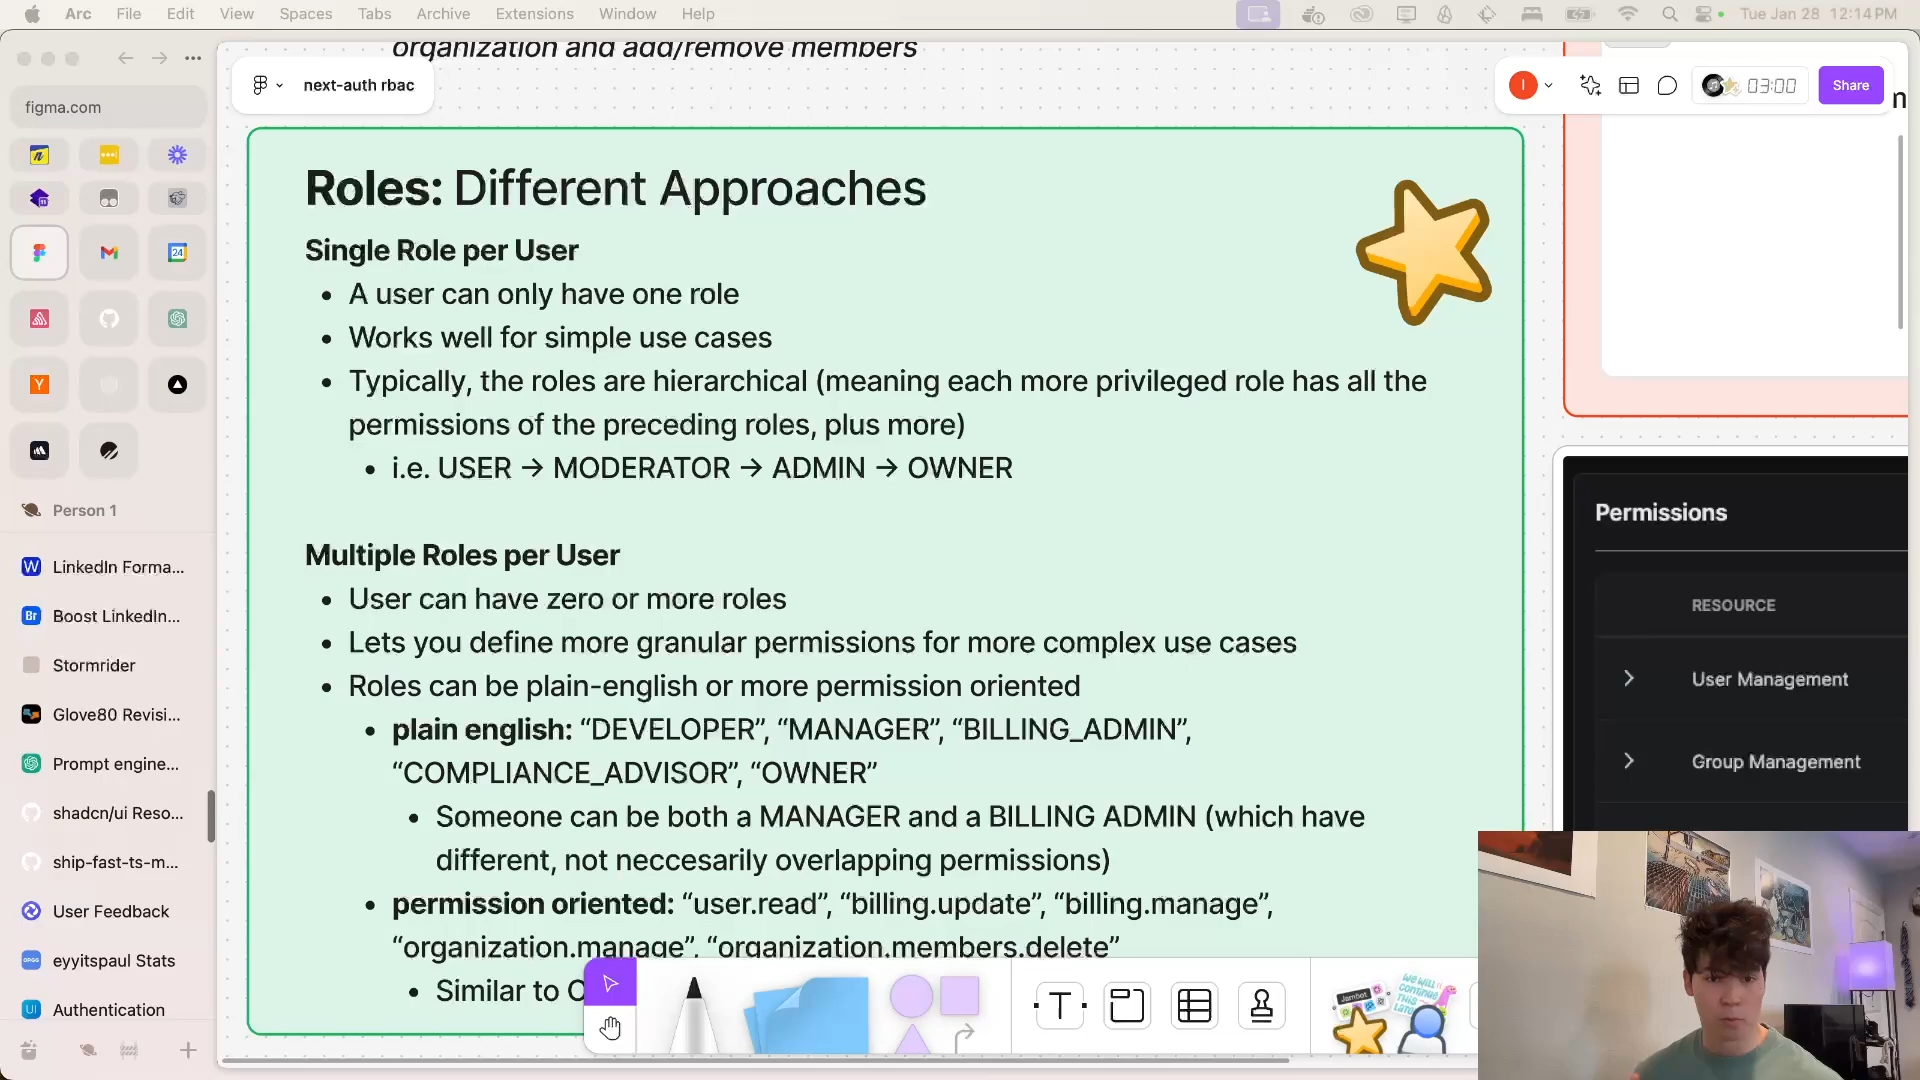 Arc File Edit View Spaces Tabs Archive Extensions Window Help Tue Jan 28 12:14 PM
organization and add/remove members
next-auth rbac
03:00
Share
figma.com
24
Roles: Different Approaches
Single Role per User
• A user can only have one role
• Works well for simple use cases
• Typically, the roles are hierarchical (meaning each more privileged role has all the
permissions of the preceding roles, plus more)
• i.e. USER → MODERATOR → ADMIN → OWNER
Multiple Roles per User
• User can have zero or more roles
• Lets you define more granular permissions for more complex use cases
• Roles can be plain-english or more permission oriented
• plain english: “DEVELOPER”, “MANAGER”, “BILLING_ADMIN”,
“COMPLIANCE_ADVISOR”, “OWNER”
• Someone can be both a MANAGER and a BILLING ADMIN (which have
different, not neccesarily overlapping permissions)
• permission oriented: “user.read”, “billing.update”, “billing.manage”,
“organization.manage”, “organization.members.delete”
• Similar to
Person 1
LinkedIn Forma...
Boost LinkedIn...
Stormrider
Glove80 Revisi...
Prompt engine...
shadcn/ui Reso...
ship-fast-ts-m...
User Feedback
eyyitspaul Stats
Authentication
Permissions
RESOURCE
User Management
Group Management
Jambot
WE WILL
CONTINUE
THIS